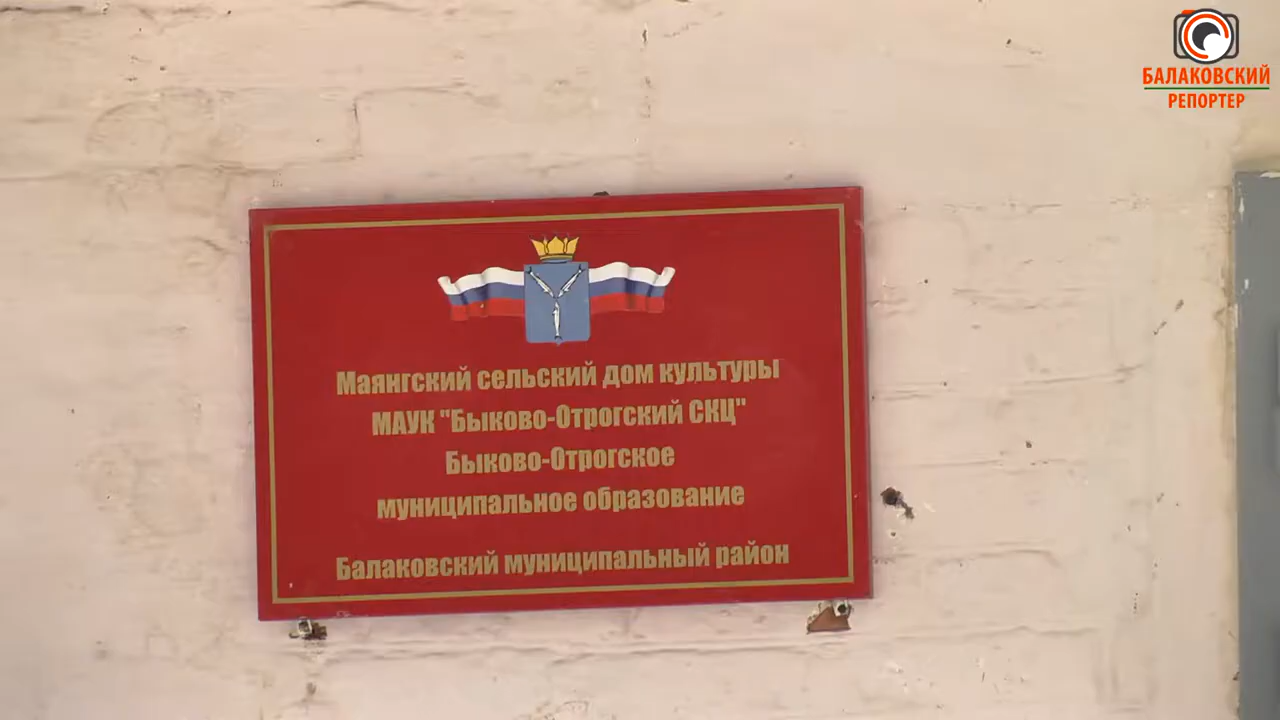 БАЛАКОВСКИЙ
РЕПОРТЕР
Маянгский сельский дом культуры
МАУК "Быково-Отрогский СКЦ"
Быково-Отрогское
муниципальное образование
Балаковский муниципальный район